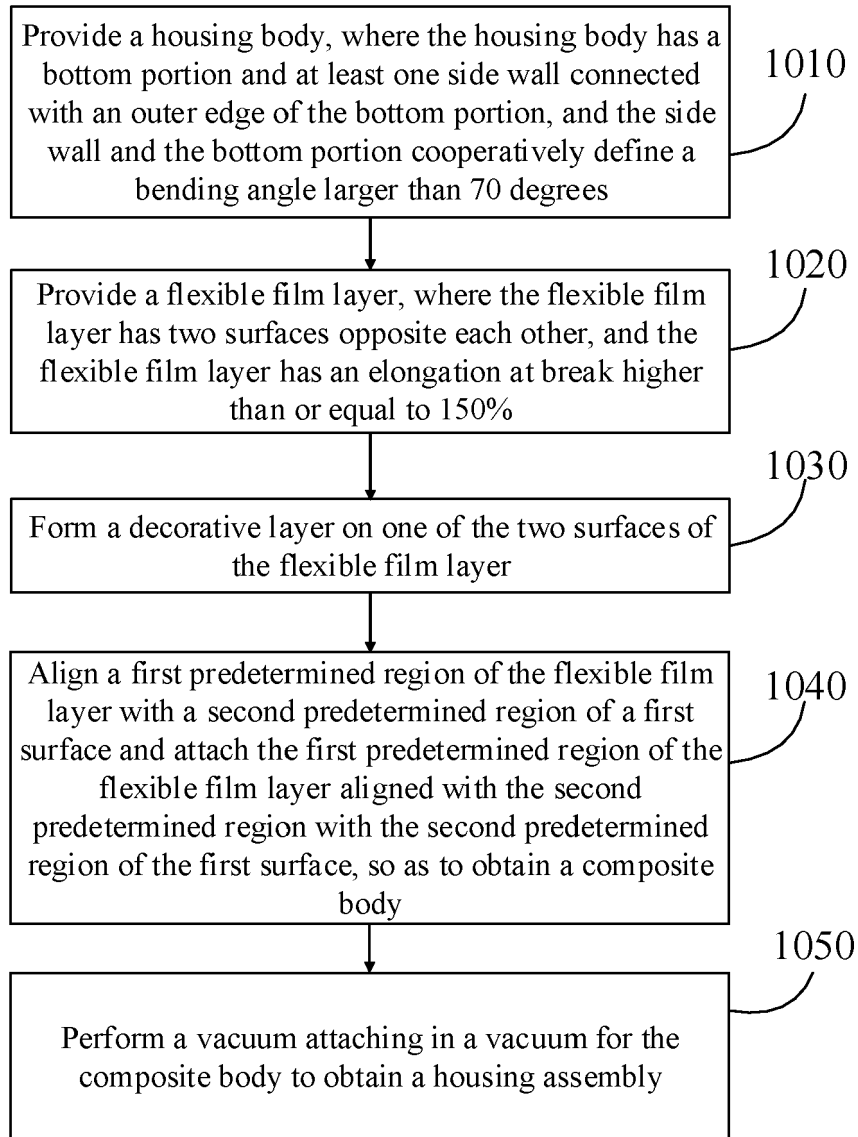 Provide a housing body, where the housing body has a
bottom portion and at least one side wall connected
with an outer edge of the bottom portion, and the side
wall and the bottom portion cooperatively define a
bending angle larger than 70 degrees
1010
Provide a flexible film layer, where the flexible film
layer has two surfaces opposite each other, and the
flexible film layer has an elongation at break higher
than or equal to 150%
1020
Form a decorative layer on one of the two surfaces of
the flexible film layer
1030
Align a first predetermined region of the flexible film
layer with a second predetermined region of a first
surface and attach the first predetermined region of the
flexible film layer aligned with the second
predetermined region with the second predetermined
region of the first surface, so as to obtain a composite
body
1040
Perform a vacuum attaching in a vacuum for the
composite body to obtain a housing assembly
1050